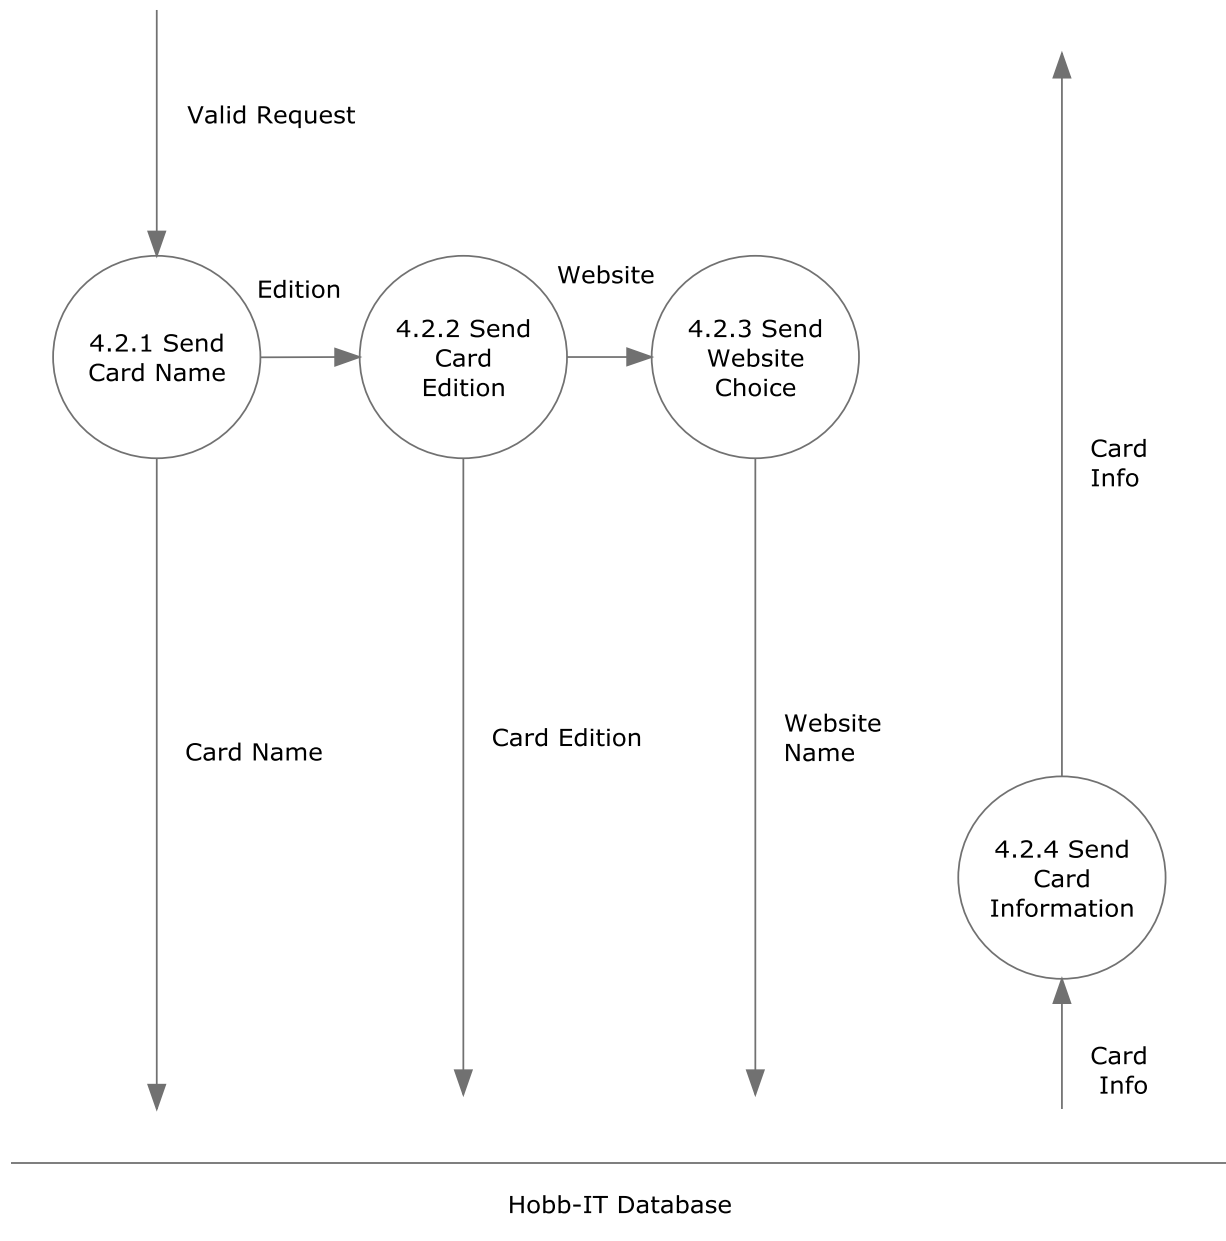 Valid Request
Edition
Website
4.2.1 Send
Card Name
4.2.2 Send
Card
Edition
4.2.3 Send
Website
Choice
Card
Info
Card Name
Card Edition
Website
Name
4.2.4 Send
Card
Information
Card
Info
Hobb-IT Database